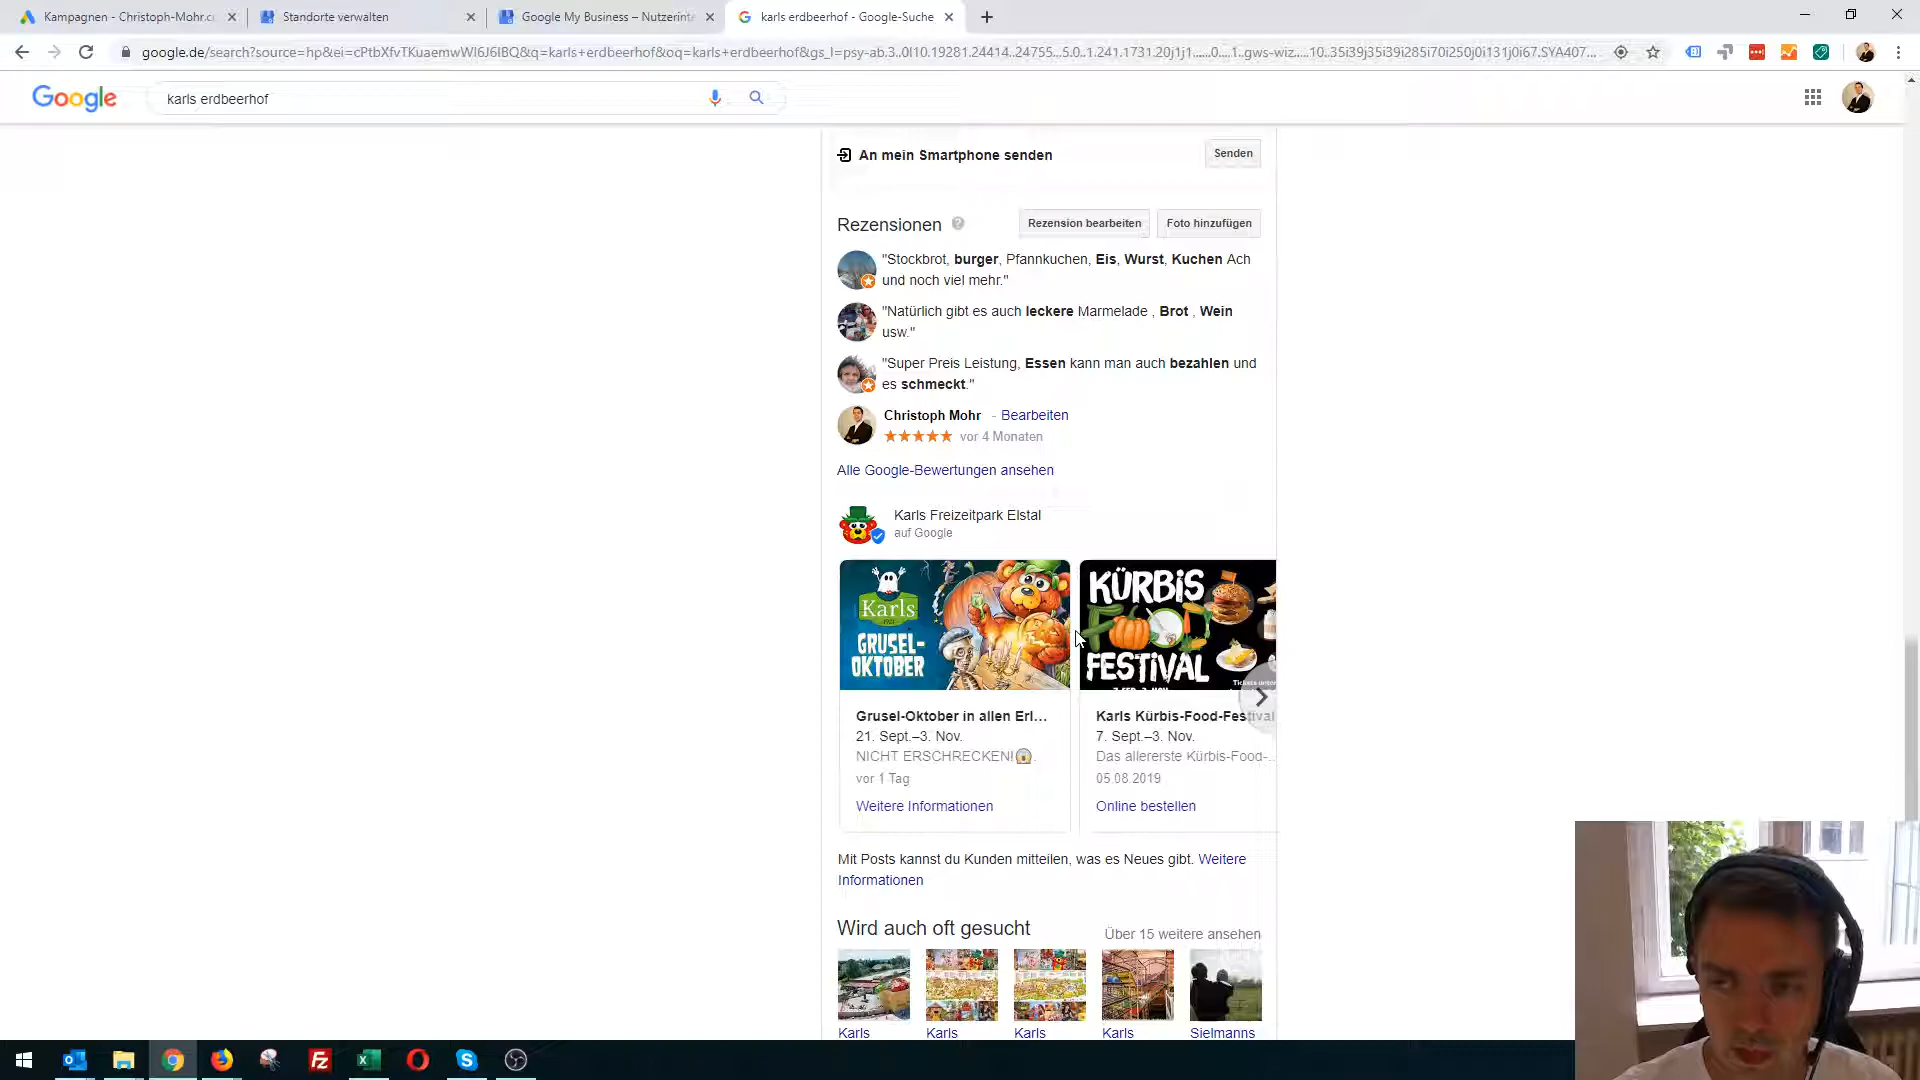 Kampagnen - Christoph-Mohr.c
Standorte verwalten
Google My Business – Nutzerinte
karls erdbeerhof - Google-Suche
google.de/search?source=hp&ei=cPtbXfvTKuaemwWl6J6IBQ&q=karls+erdbeerhof&oq=karls+erdbeerhof&gs_l=psy-ab.3..0l10.19281.24414..24755...5.0..1.241.1731.20j1j1......0....1..gws-wiz.....10..35i39j35i39i285i70i250j0i131j0i67.SYA407...
Google
karls erdbeerhof
An mein Smartphone senden
Senden
Rezensionen
Rezension bearbeiten
Foto hinzufügen
"Stockbrot, burger, Pfannkuchen, Eis, Wurst, Kuchen Ach
und noch viel mehr."
"Natürlich gibt es auch leckere Marmelade , Brot , Wein
usw."
"Super Preis Leistung, Essen kann man auch bezahlen und
es schmeckt."
Christoph Mohr - Bearbeiten
vor 4 Monaten
Alle Google-Bewertungen ansehen
Karls Freizeitpark Elstal
auf Google
Karls
GRUSEL-
OKTOBER
KÜRBIS
FOOD
FESTIVAL
Grusel-Oktober in allen Erl...
21. Sept.–3. Nov.
NICHT ERSCHRECKEN!😱.
vor 1 Tag
Weitere Informationen
Karls Kürbis-Food-Festival
7. Sept.–3. Nov.
Das allererste Kürbis-Food-...
05.08.2019
Online bestellen
Mit Posts kannst du Kunden mitteilen, was es Neues gibt. Weitere
Informationen
Wird auch oft gesucht
Über 15 weitere ansehen
Karls
Karls
Karls
Karls
Sielmanns